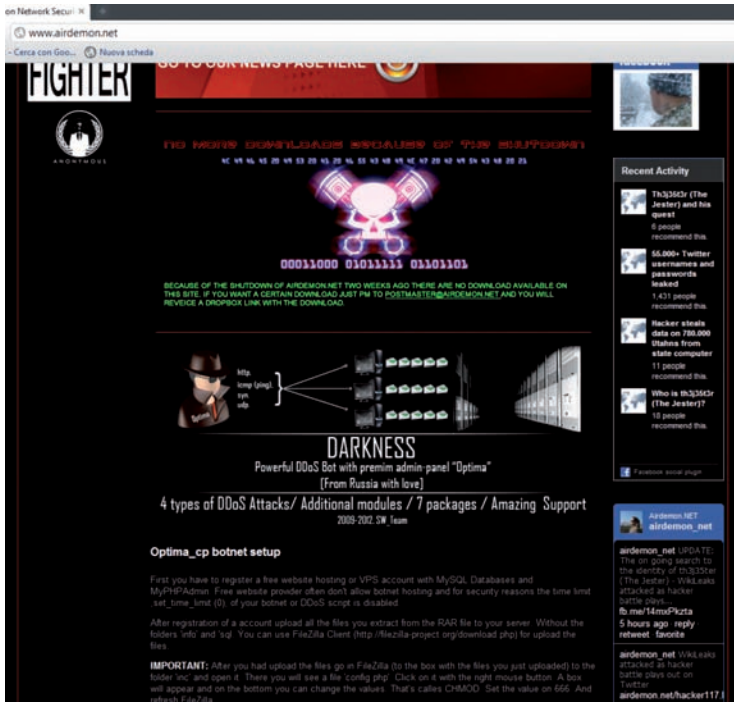 on Network Securi
www.airdemon.net
- Cerca con Goo...
Nuova scheda
FIGHTER
GO TO OUR NEWS PAGE HERE
facebook
ANONYMOUS
NO MORE DOWNLOADS BECAUSE OF THE SHUTDOWN
00011000 01011111 01101101
BECAUSE OF THE SHUTDOWN OF AIRDEMON.NET TWO WEEKS AGO THERE ARE NO DOWNLOAD AVAILABLE ON
THIS SITE. IF YOU WANT A CERTAIN DOWNLOAD JUST PM TO POSTMASTER@AIRDEMON.NET AND YOU WILL
REVEICE A DROPBOX LINK WITH THE DOWNLOAD.
http,
icmp (ping),
syn
udp
Optima
DARKNESS
Powerful DDoS Bot with premim admin-panel "Optima"
[From Russia with love]
4 types of DDoS Attacks/ Additional modules / 7 packages / Amazing Support
2009-2012, SW_Team
Optima_cp botnet setup
First you have to register a free website hosting or VPS account with MySQL Databases and
MyPHPAdmin. Free website provider often don't allow botnet hosting and for security reasons the time limit
,set_time_limit (0), of your botnet or DDoS script is disabled
After registration of a account upload all the files you extract from the RAR file to your server. Without the
folders 'info' and 'sql'. You can use FileZilla Client (http://filezilla-project.org/download.php) for upload the
files.
IMPORTANT: After you had upload the files go in FileZilla (to the box with the files you just uploaded) to the
folder 'inc' and open it. There you will see a file 'config.php'. Click on it with the right mouse button. A box
will appear and on the bottom you can change the values. That's calles CHMOD. Set the value on 666. And
refresh FileZilla
Recent Activity
Th3j35t3r (The
Jester) and his
quest
6 people
recommend this.
55.000+ Twitter
usernames and
passwords
leaked
1,431 people
recommend this.
Hacker steals
data on 780.000
Utahns from
state computer
11 people
recommend this.
Who is th3j35t3r
(The Jester)?
18 people
recommend this.
Facebook social plugin
Airdemon.NET
airdemon_net
airdemon_net UPDATE:
The on going search to
the identity of th3j35ter
(The Jester) - WikiLeaks
attacked as hacker
battle plays...
fb.me/14mxPkzta
5 hours ago · reply
retweet · favorite
airdemon_net WikiLeaks
attacked as hacker
battle plays out on
Twitter
airdemon.net/hacker117.